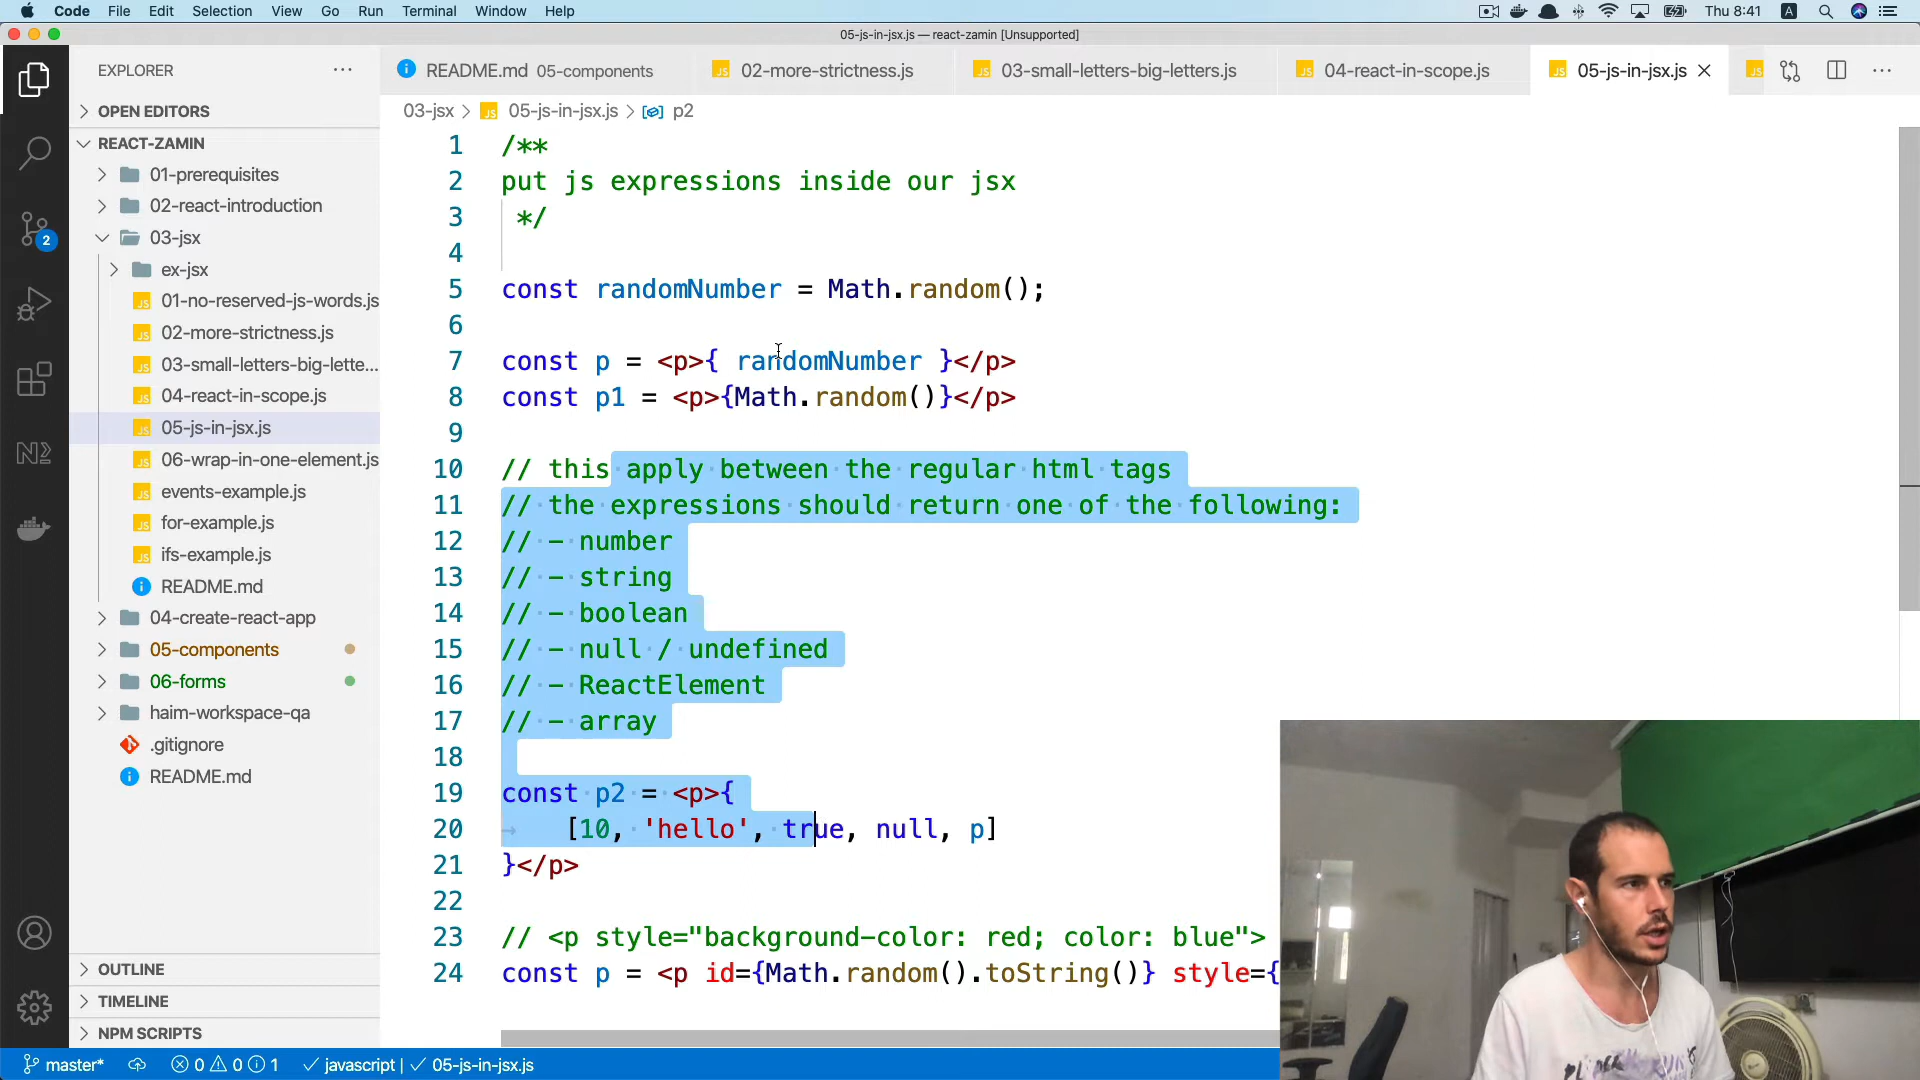 Code File Edit Selection View Go Run Terminal Window Help
Thu 8:41
A
05-js-in-jsx.js — react-zamin [Unsupported]
EXPLORER
OPEN EDITORS
REACT-ZAMIN
01-prerequisites
02-react-introduction
03-jsx
ex-jsx
01-no-reserved-js-words.js
02-more-strictness.js
03-small-letters-big-lette...
04-react-in-scope.js
05-js-in-jsx.js
06-wrap-in-one-element.js
events-example.js
for-example.js
ifs-example.js
README.md
04-create-react-app
05-components
06-forms
haim-workspace-qa
.gitignore
README.md
OUTLINE
TIMELINE
NPM SCRIPTS
2
README.md 05-components
02-more-strictness.js
03-small-letters-big-letters.js
04-react-in-scope.js
05-js-in-jsx.js
03-jsx > 05-js-in-jsx.js > p2
1 /**
2 put js expressions inside our jsx
3 */
4
5 const randomNumber = Math.random();
6
7 const p = <p>{ randomNumber }</p>
8 const p1 = <p>{Math.random()}</p>
9
10 // this apply between the regular html tags
11 // the expressions should return one of the following:
12 // - number
13 // - string
14 // - boolean
15 // - null / undefined
16 // - ReactElement
17 // - array
18
19 const p2 = <p>{
20 [10, 'hello', true, null, p]
21 }</p>
22
23 // <p style="background-color: red; color: blue">
24 const p = <p id={Math.random().toString()} style={
master* 0 0 1 javascript | 05-js-in-jsx.js